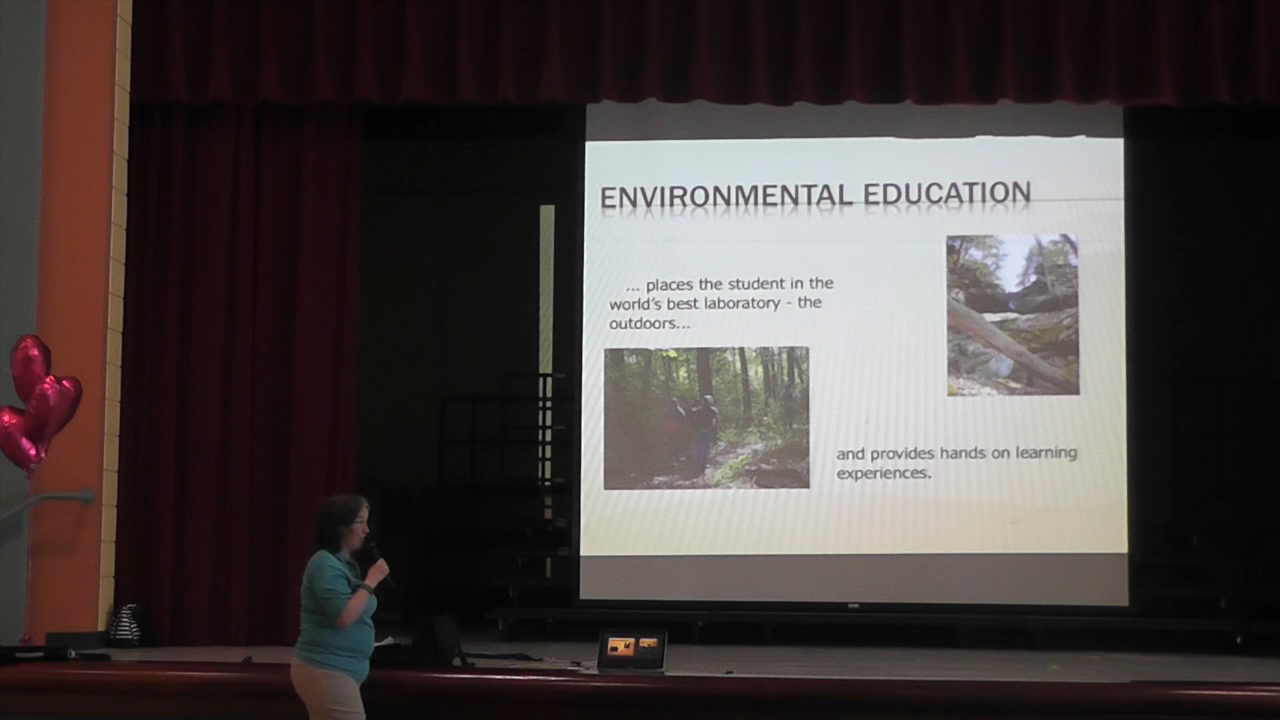 ENVIRONMENTAL EDUCATION
... places the student in the
world's best laboratory - the
outdoors...
and provides hands on learning
experiences.